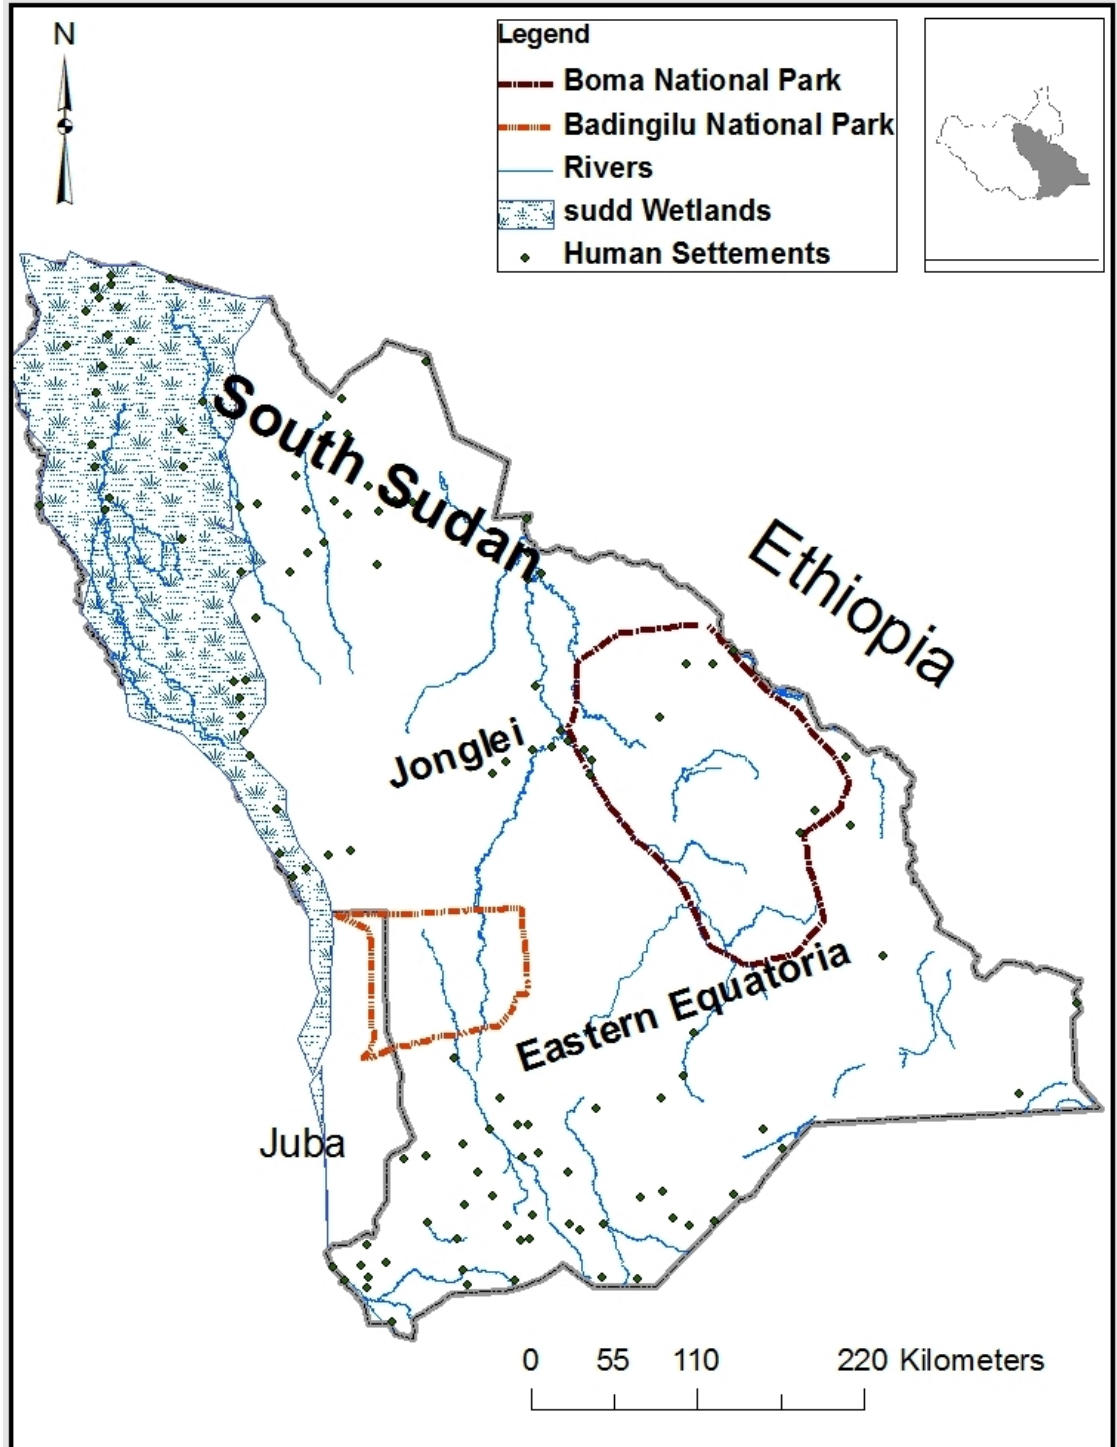 N
Legend
Boma National Park
Badingilu National Park
Rivers
sudd Wetlands
Human Settements
South Sudan
Ethiopia
Jonglei
Eastern Equatoria
Juba
0 55 110 220 Kilometers